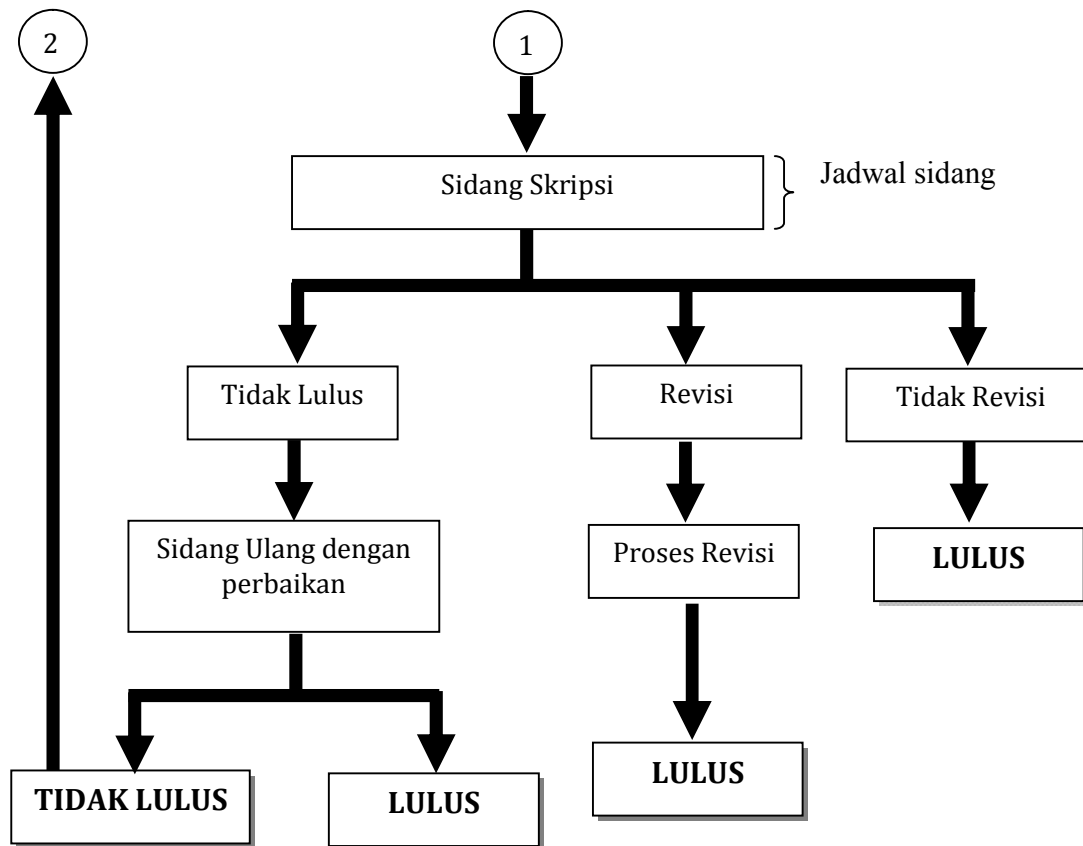 2
1
Sidang Skripsi
Jadwal sidang
Tidak Lulus
Revisi
Tidak Revisi
Sidang Ulang dengan
perbaikan
Proses Revisi
LULUS
TIDAK LULUS
LULUS
LULUS